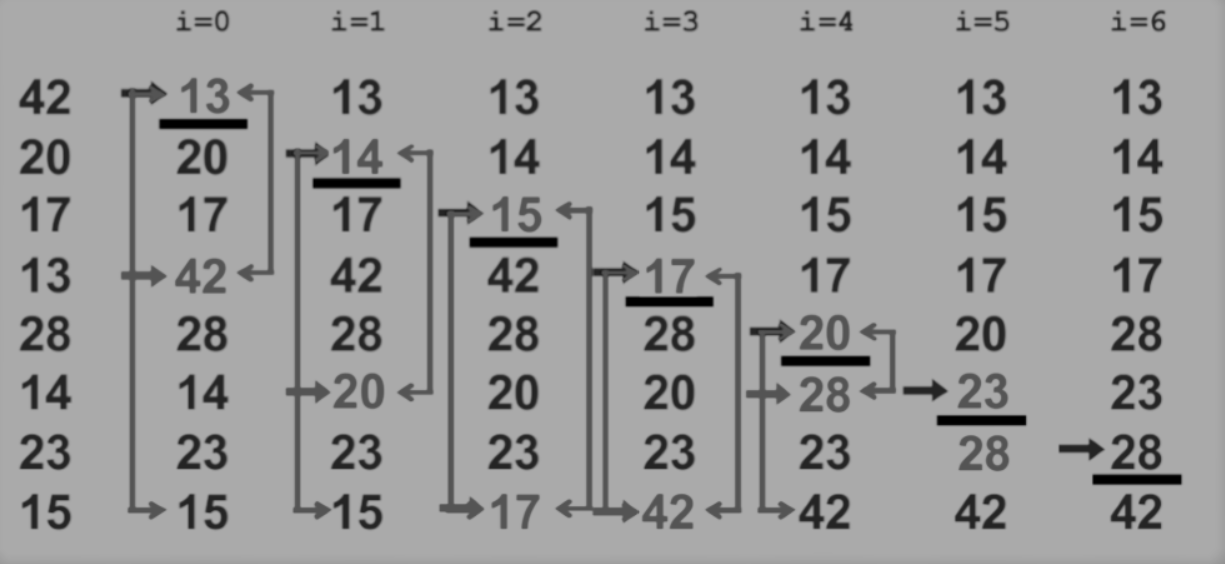 i=0 i=1 i=2 i=3 i=4 i=5 i=6
42 13 13 13 13 13 13 13
20 20 14 14 14 14 14 14
17 17 17 15 15 15 15 15
13 42 42 42 17 17 17 17
28 28 28 28 28 20 20 28
14 14 20 20 20 28 23 23
23 23 23 23 23 23 28 28
15 15 15 17 42 42 42 42